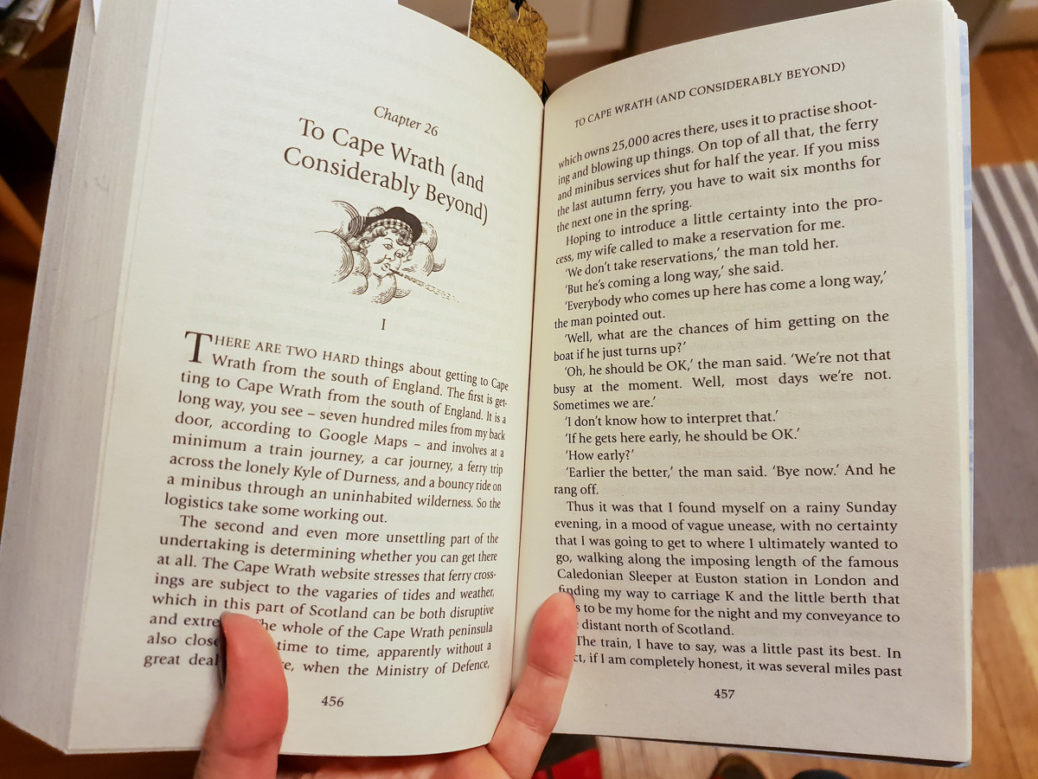 Chapter 26
To Cape Wrath (and
Considerably Beyond)
I
THERE ARE TWO HARD things about getting to Cape
Wrath from the south of England. The first is get-
ting to Cape Wrath from the south of England. It is a
long way, you see – seven hundred miles from my back
door, according to Google Maps – and involves at a
minimum a train journey, a car journey, a ferry trip
across the lonely Kyle of Durness, and a bouncy ride on
a minibus through an uninhabited wilderness. So the
logistics take some working out.
The second and even more unsettling part of the
undertaking is determining whether you can get there
at all. The Cape Wrath website stresses that ferry cross-
ings are subject to the vagaries of tides and weather,
which in this part of Scotland can be both disruptive
and The whole of the Cape Wrath peninsula
also time to time, apparently without a
great when the Ministry of Defence,
456
TO CAPE WRATH (AND CONSIDERABLY BEYOND)
which owns 25,000 acres there, uses it to practise shoot-
ing and blowing up things. On top of all that, the ferry
and minibus services shut for half the year. If you miss
the last autumn ferry, you have to wait six months for
the next one in the spring.
Hoping to introduce a little certainty into the pro-
cess, my wife called to make a reservation for me.
‘We don’t take reservations,’ the man told her.
‘But he’s coming a long way,’ she said.
‘Everybody who comes up here has come a long way,’
the man pointed out.
‘Well, what are the chances of him getting on the
boat if he just turns up?’
‘Oh, he should be OK,’ the man said. ‘We’re not that
busy at the moment. Well, most days we’re not.
Sometimes we are.’
‘I don’t know how to interpret that.’
‘If he gets here early, he should be OK.’
‘How early?’
‘Earlier the better,’ the man said. ‘Bye now.’ And he
rang off.
Thus it was that I found myself on a rainy Sunday
evening, in a mood of vague unease, with no certainty
that I was going to get to where I ultimately wanted to
go, walking along the imposing length of the famous
Caledonian Sleeper at Euston station in London and
finding my way to carriage K and the little berth that
to be my home for the night and my conveyance to
distant north of Scotland.
The train, I have to say, was a little past its best. In
if I am completely honest, it was several miles past
457